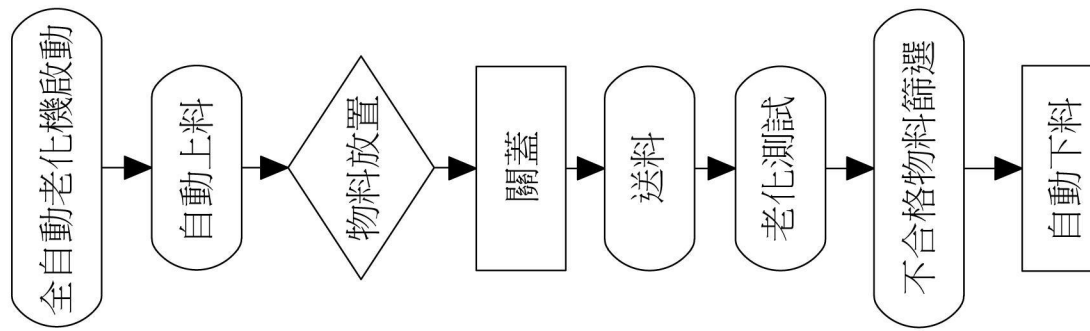 全自動老化機啟動
自動上料
物料放置
關蓋
送料
老化測試
不合格物料篩選
自動下料